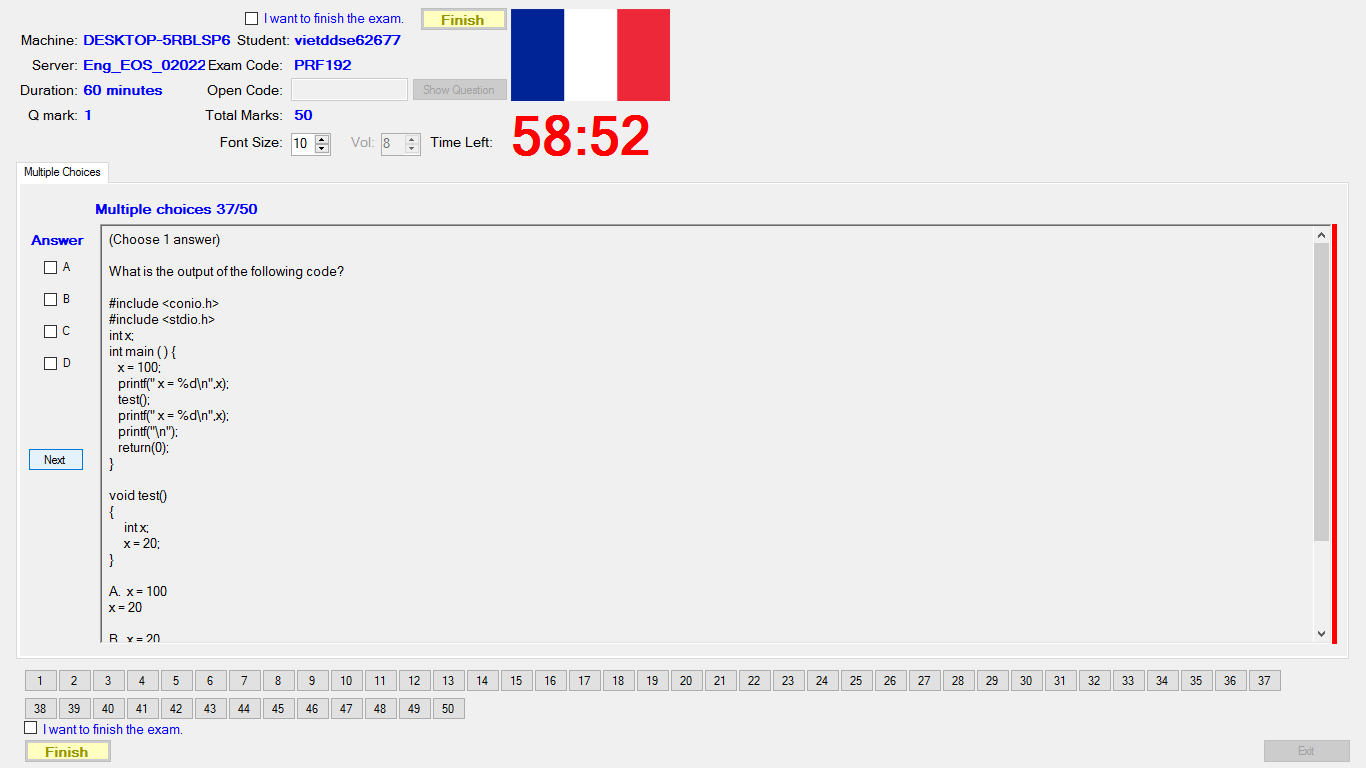 I want to finish the exam. Finish
Machine: DESKTOP-5RBLSP6 Student: vietddse62677
Server: Eng_EOS_02022 Exam Code: PRF192
Duration: 60 minutes Open Code: Show Question
Q mark: 1 Total Marks: 50
Font Size: 10 Vol: 8 Time Left: 58:52
Multiple Choices
Multiple choices 37/50
Answer
A
B
C
D
Next
(Choose 1 answer)
What is the output of the following code?
#include <conio.h>
#include <stdio.h>
int x;
int main ( ) {
x = 100;
printf(" x = %d\n",x);
test();
printf(" x = %d\n",x);
printf("\n");
return(0);
}
void test()
{
int x;
x = 20;
}
A. x = 100
x = 20
B. x = 20
1 2 3 4 5 6 7 8 9 10 11 12 13 14 15 16 17 18 19 20 21 22 23 24 25 26 27 28 29 30 31 32 33 34 35 36 37
38 39 40 41 42 43 44 45 46 47 48 49 50
I want to finish the exam.
Finish Exit